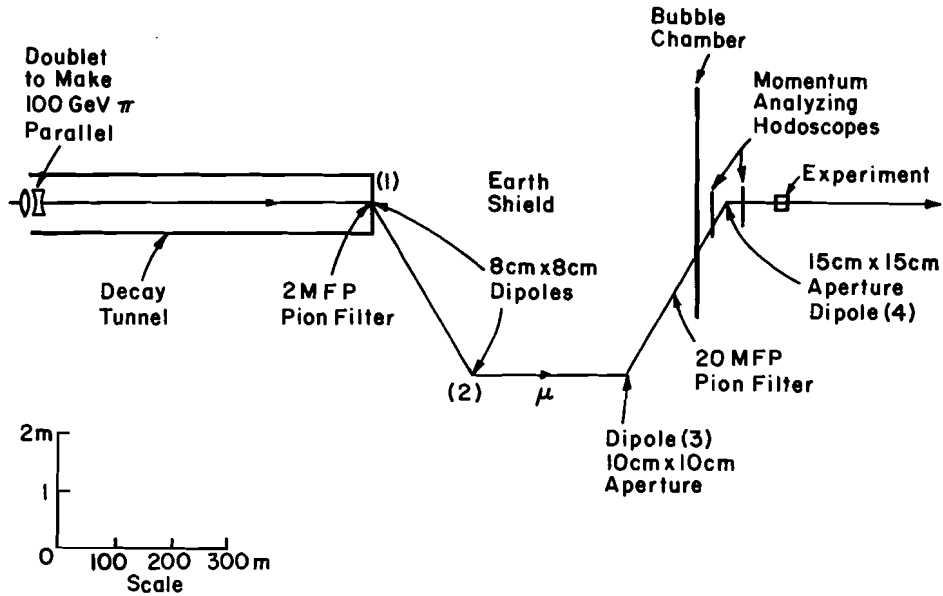 Doublet
to Make
100 GeV π
Parallel
Bubble
Chamber
Momentum
Analyzing
Hodoscopes
(1)
Earth
Shield
Experiment
Decay
Tunnel
2 MFP
Pion Filter
8cm x 8cm
Dipoles
15cm x 15cm
Aperture
Dipole (4)
20 MFP
Pion Filter
(2)
μ
Dipole (3)
10cm x 10cm
Aperture
2m
1
0
100 200 300 m
Scale